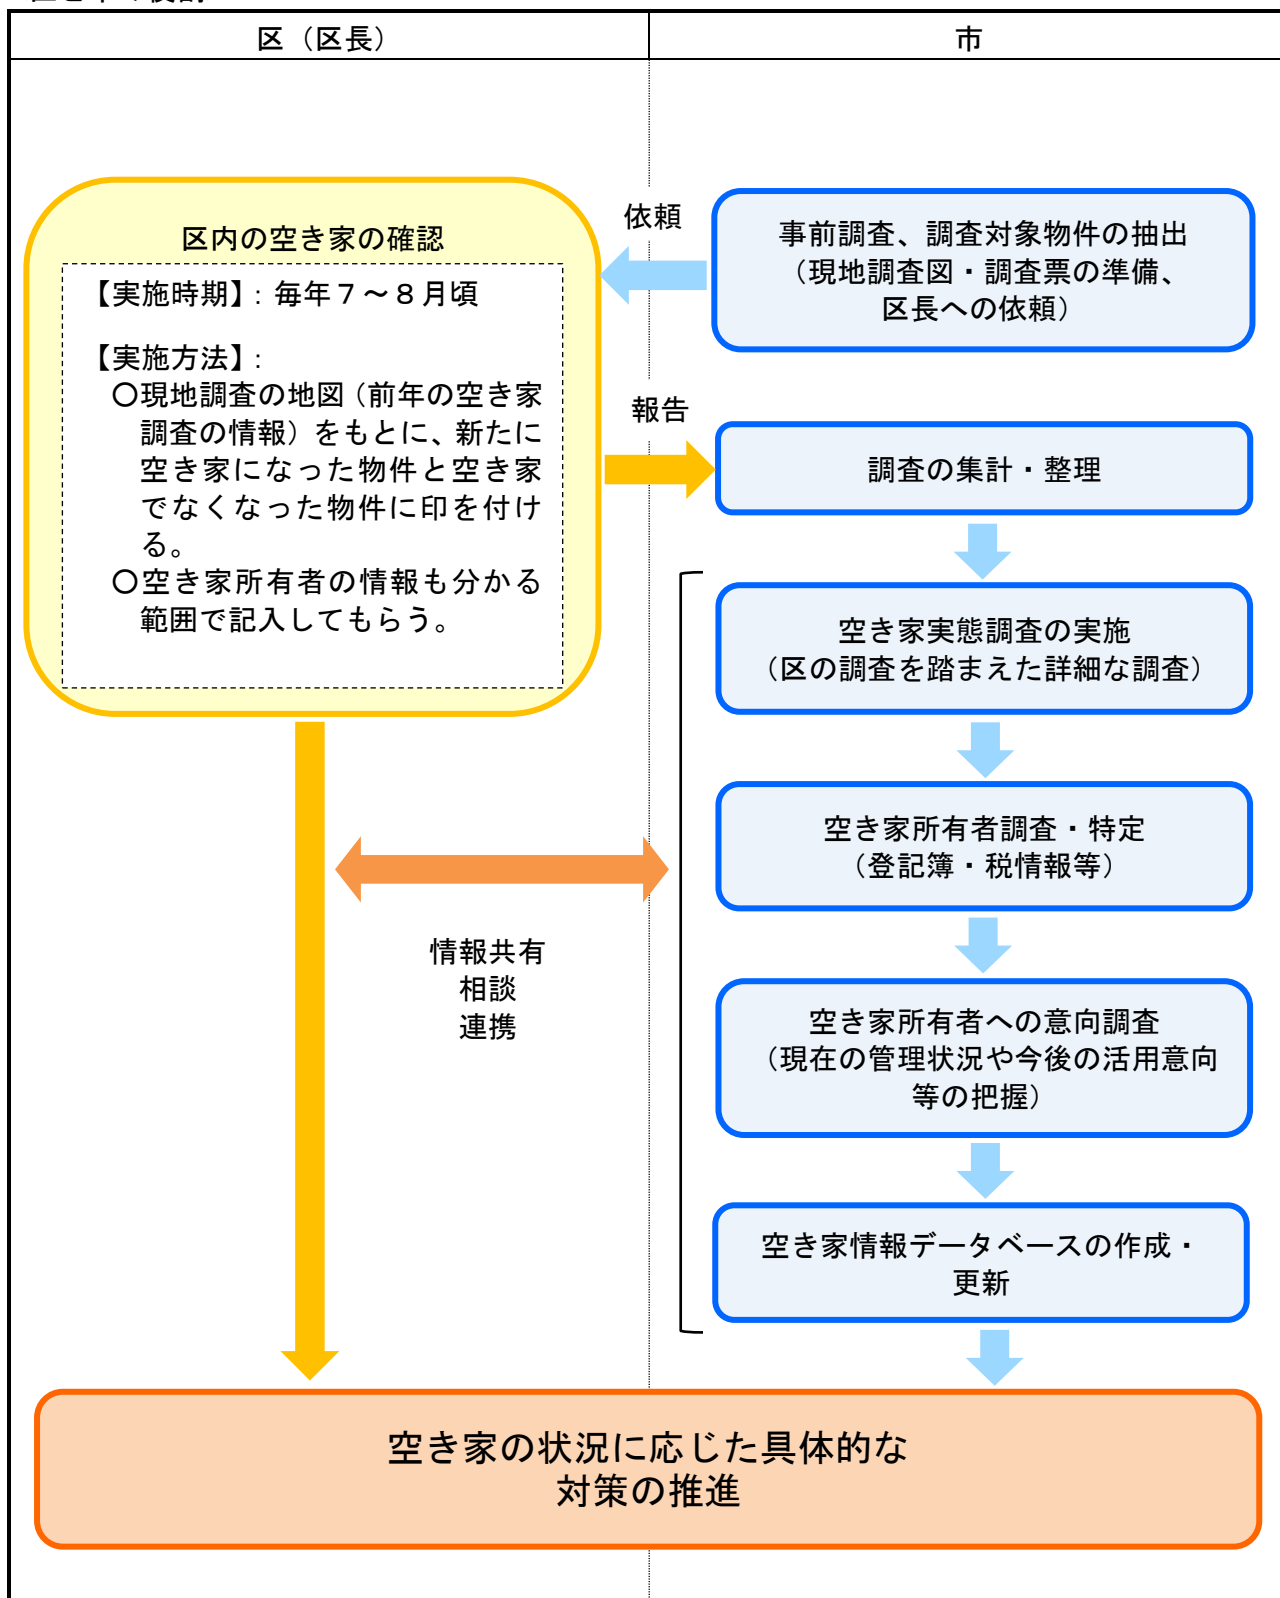 区（区長）
市
依頼
事前調査、調査対象物件の抽出
（現地調査図・調査票の準備、
区長への依頼）
区内の空き家の確認
【実施時期】：毎年７～８月頃
【実施方法】：
〇現地調査の地図（前年の空き家
調査の情報）をもとに、新たに
空き家になった物件と空き家
でなくなった物件に印を付け
る。
〇空き家所有者の情報も分かる
範囲で記入してもらう。
報告
調査の集計・整理
空き家実態調査の実施
（区の調査を踏まえた詳細な調査）
空き家所有者調査・特定
（登記簿・税情報等）
情報共有
相談
連携
空き家所有者への意向調査
（現在の管理状況や今後の活用意向
等の把握）
空き家情報データベースの作成・
更新
空き家の状況に応じた具体的な
対策の推進